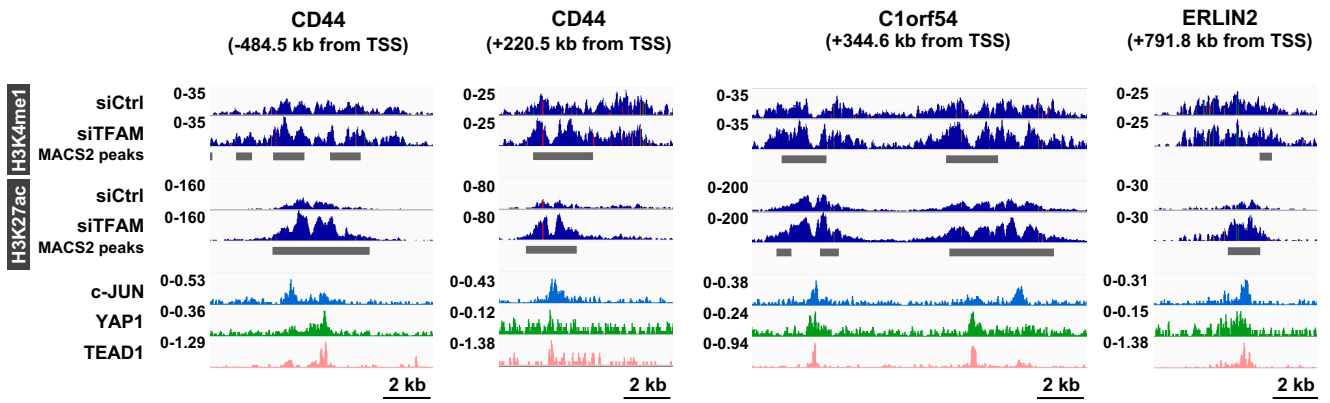 CD44
(-484.5 kb from TSS)
CD44
(+220.5 kb from TSS)
C1orf54
(+344.6 kb from TSS)
ERLIN2
(+791.8 kb from TSS)
H3K4me1
siCtrl
0-35
0-25
0-35
0-25
siTFAM
0-35
0-25
0-35
0-25
MACS2 peaks
H3K27ac
siCtrl
0-160
0-80
0-200
0-30
siTFAM
0-160
0-80
0-200
0-30
MACS2 peaks
c-JUN
0-0.53
0-0.43
0-0.38
0-0.31
YAP1
0-0.36
0-0.12
0-0.24
0-0.15
TEAD1
0-1.29
0-1.38
0-0.94
0-1.38
2 kb
2 kb
2 kb
2 kb